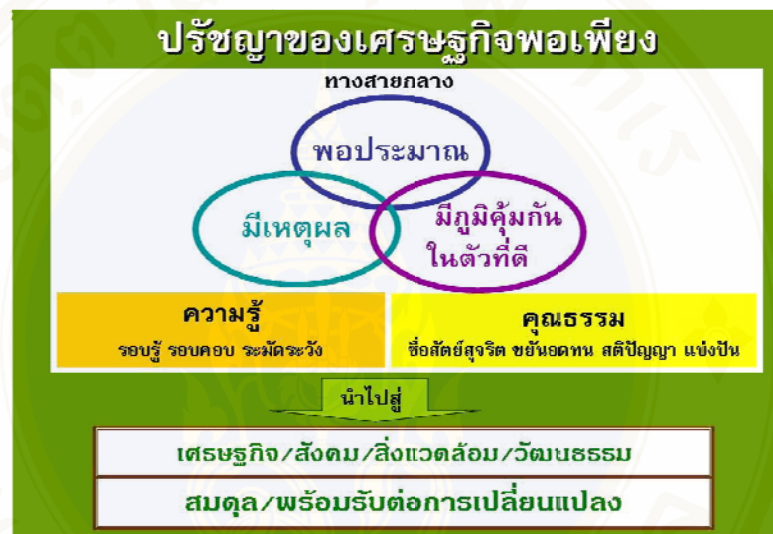 ปรัชญาของเศรษฐกิจพอเพียง
ทางสายกลาง
พอประมาณ
มีเหตุผล
มีภูมิคุ้มกัน
ในตัวที่ดี
ความรู้
รอบรู้ รอบคอบ ระมัดระวัง
คุณธรรม
ซื่อสัตย์สุจริต ขยันอดทน สติปัญญา แบ่งปัน
นำไปสู่
เศรษฐกิจ/สังคม/สิ่งแวดล้อม/วัฒนธรรม
สมดุล/พร้อมรับต่อการเปลี่ยนแปลง